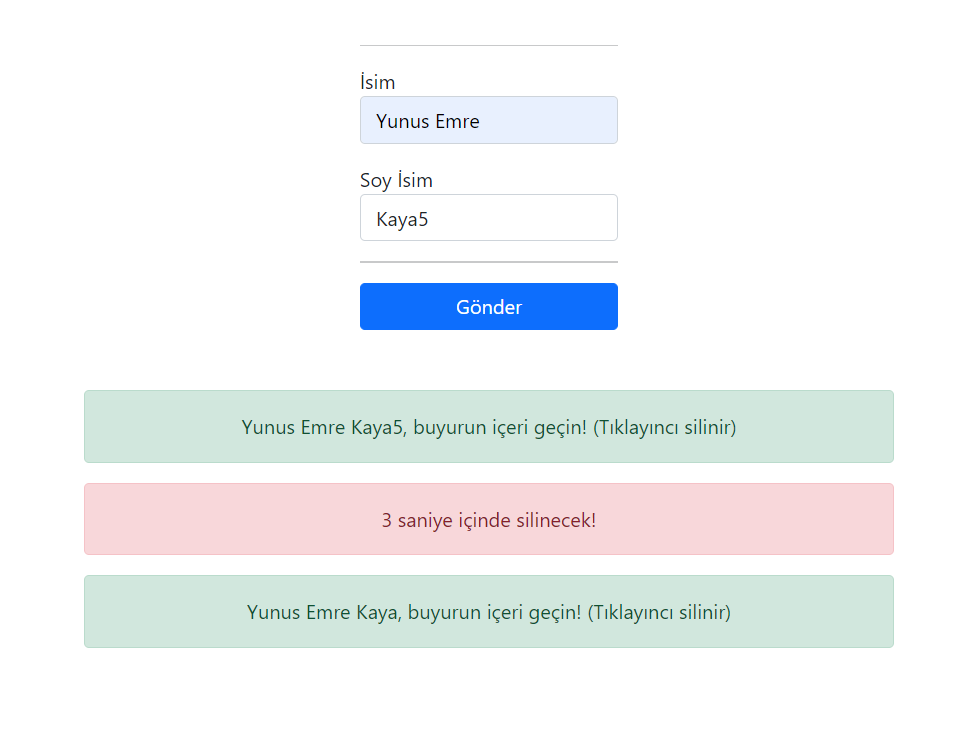 İsim
Yunus Emre
Soy İsim
Kaya5
Gönder
Yunus Emre Kaya5, buyurun içeri geçin! (Tıklayıncı silinir)
3 saniye içinde silinecek!
Yunus Emre Kaya, buyurun içeri geçin! (Tıklayıncı silinir)